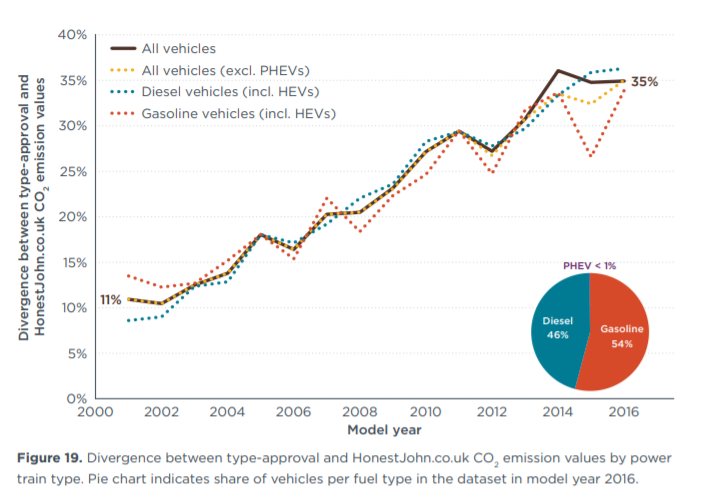 40%
35%
30%
25%
20%
15%
10%
5%
0%
Divergence between type-approval and
HonestJohn.co.uk CO2 emission values
All vehicles
All vehicles (excl. PHEVs)
Diesel vehicles (incl. HEVs)
Gasoline vehicles (incl. HEVs)
35%
11%
PHEV < 1%
Diesel
46%
Gasoline
54%
2000 2002 2004 2006 2008 2010 2012 2014 2016
Model year
Figure 19. Divergence between type-approval and HonestJohn.co.uk CO2 emission values by power
train type. Pie chart indicates share of vehicles per fuel type in the dataset in model year 2016.